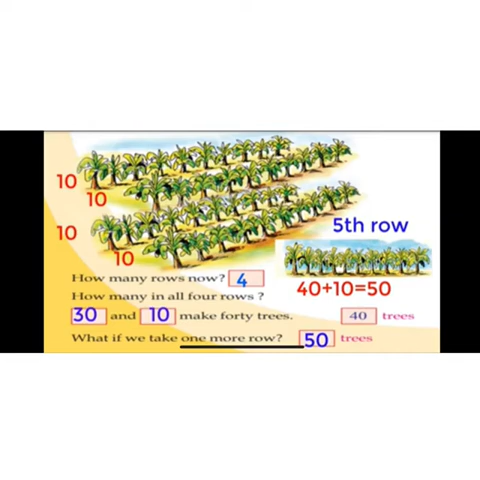 10
10
10
10
5th row
40+10=50
How many rows now? 4
How many in all four rows ?
30 and 10 make forty trees. 40 trees
What if we take one more row? 50 trees